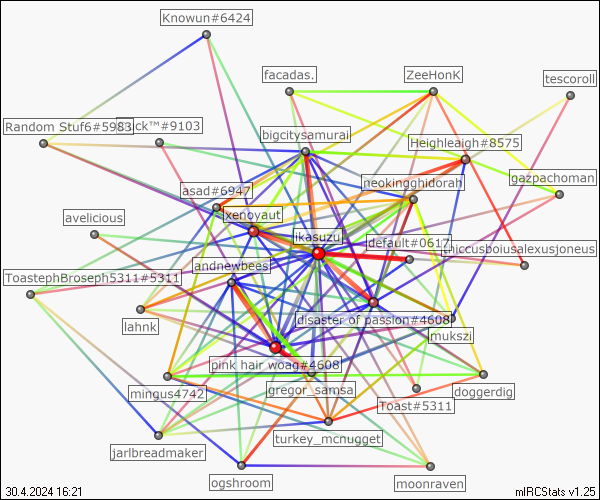 Knowun#6424
facadas.
ZeeHonK
tescoroll
Random Stuf6#5983
ick™#9103
bigcitysamurai
Heighleaigh#8575
asad#6947
neokingghidorah
gazpachoman
avelicious
xenoyaut
ikasuzu
default#0617
hiccusboiusalexusjoneus
ToastephBroseph5311#5311
andnewbees
lahnk
disaster of passion#4608
mukszi
pink hair woag#4608
mingus4742
gregor_samsa
Toast#5311
doggerdig
jarlbreadmaker
turkey_mcnugget
ogshroom
moonraven
30.4.2024 16:21
mIRCStats v1.25